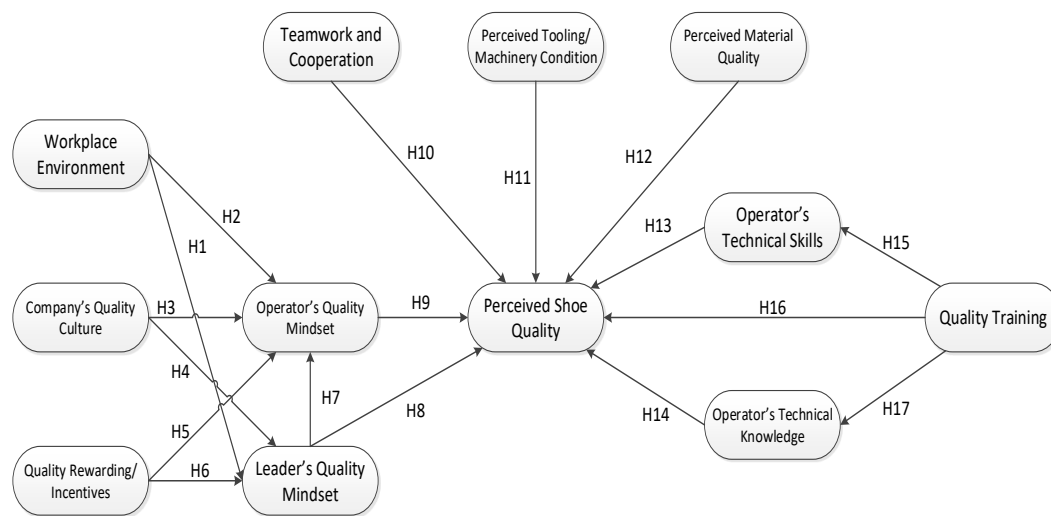 Teamwork and
Cooperation
Perceived Tooling/
Machinery Condition
Perceived Material
Quality
Workplace
Environment
H10
H11
H12
H2
H1
H13
Operator's
Technical Skills
H15
Company's Quality
Culture
H3
Operator's Quality
Mindset
H9
Perceived Shoe
Quality
H16
Quality Training
H4
H7
H8
H14
Operator's Technical
Knowledge
H17
H5
Quality Rewarding/
Incentives
H6
Leader's Quality
Mindset